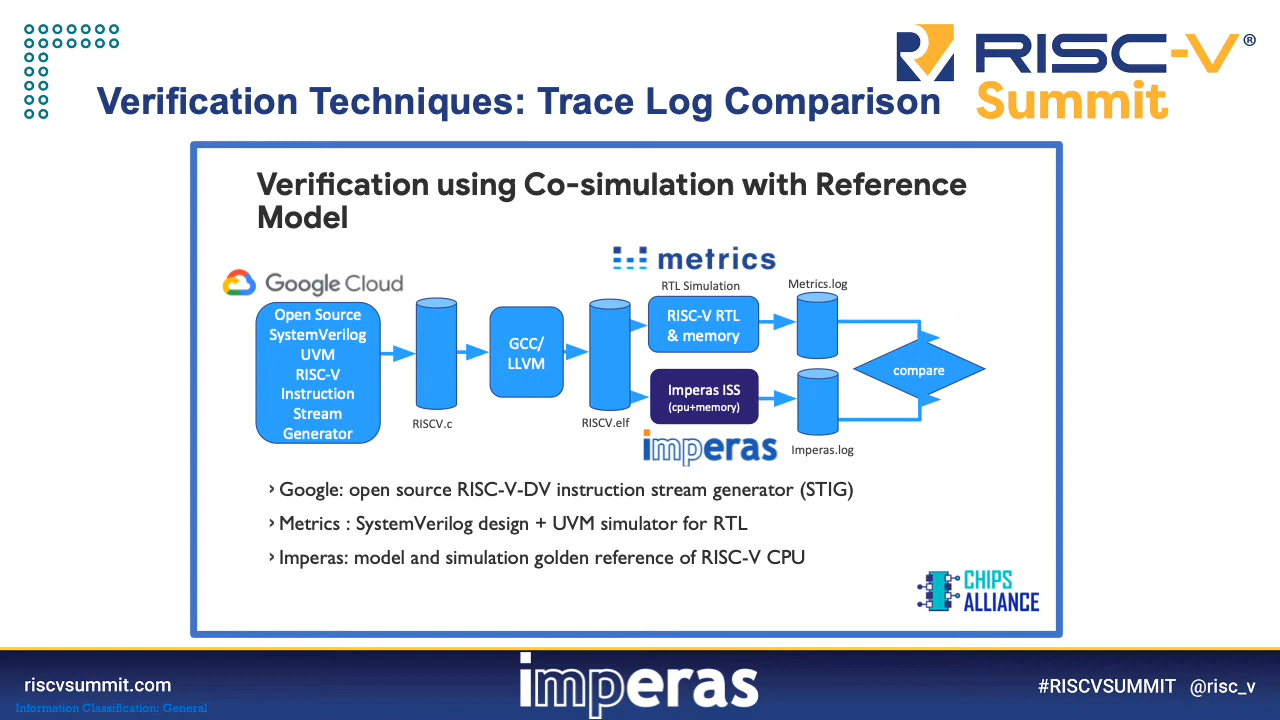 RISC-V®
Summit
Verification Techniques: Trace Log Comparison
Verification using Co-simulation with Reference
Model
Google Cloud
metrics
RTL Simulation
Metrics.log
Open Source
SystemVerilog
UVM
RISC-V
Instruction
Stream
Generator
RISCV.c
GCC/
LLVM
RISCV.elf
RISC-V RTL
& memory
Imperas ISS
(cpu+memory)
imperas
Imperas.log
compare
› Google: open source RISC-V-DV instruction stream generator (STIG)
› Metrics : SystemVerilog design + UVM simulator for RTL
› Imperas: model and simulation golden reference of RISC-V CPU
CHIPS
ALLIANCE
riscvsummit.com
Information Classification: General
imperas
#RISCVSUMMIT @risc_v